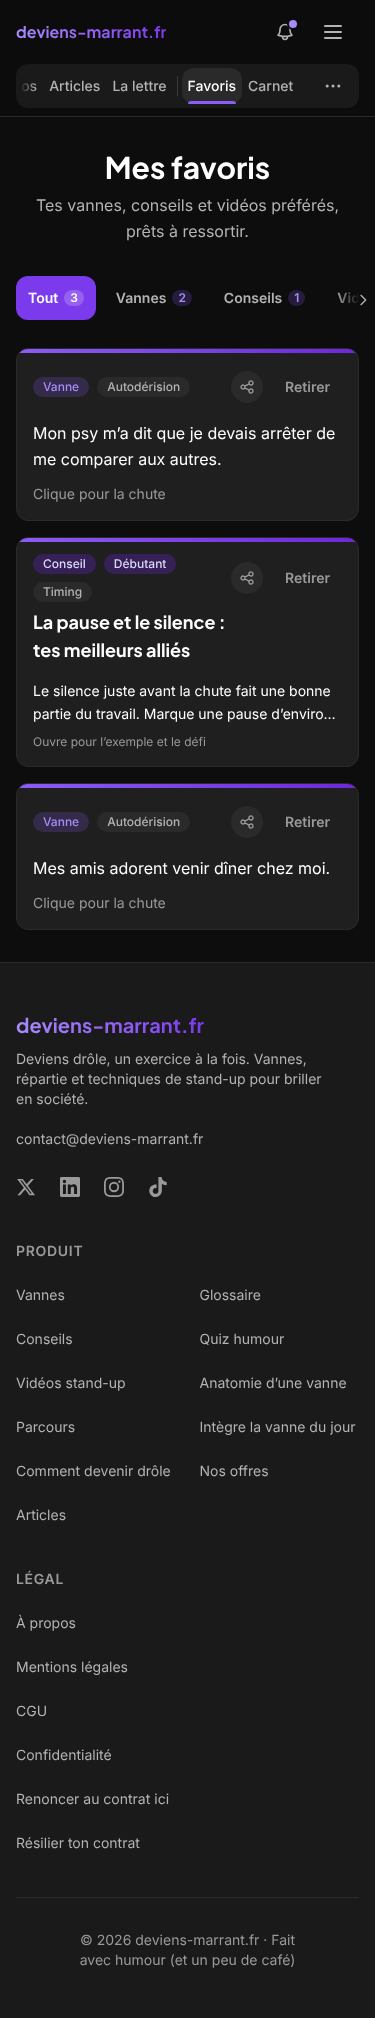 deviens-marrant.fr
os Articles La lettre Favoris Carnet
Mes favoris
Tes vannes, conseils et vidéos préférés,
prêts à ressortir.
Tout 3 Vannes 2 Conseils 1
Vanne Autodérision Retirer
Mon psy m’a dit que je devais arrêter de
me comparer aux autres.
Clique pour la chute
Conseil Débutant
Timing
Retirer
La pause et le silence :
tes meilleurs alliés
Le silence juste avant la chute fait une bonne
partie du travail. Marque une pause d’enviro…
Ouvre pour l’exemple et le défi
Vanne Autodérision Retirer
Mes amis adorent venir dîner chez moi.
Clique pour la chute
deviens-marrant.fr
Deviens drôle, un exercice à la fois. Vannes,
répartie et techniques de stand-up pour briller
en société.
contact@deviens-marrant.fr
PRODUIT
Vannes Glossaire
Conseils Quiz humour
Vidéos stand-up Anatomie d’une vanne
Parcours Intègre la vanne du jour
Comment devenir drôle Nos offres
Articles
LÉGAL
À propos
Mentions légales
CGU
Confidentialité
Renoncer au contrat ici
Résilier ton contrat
© 2026 deviens-marrant.fr · Fait
avec humour (et un peu de café)